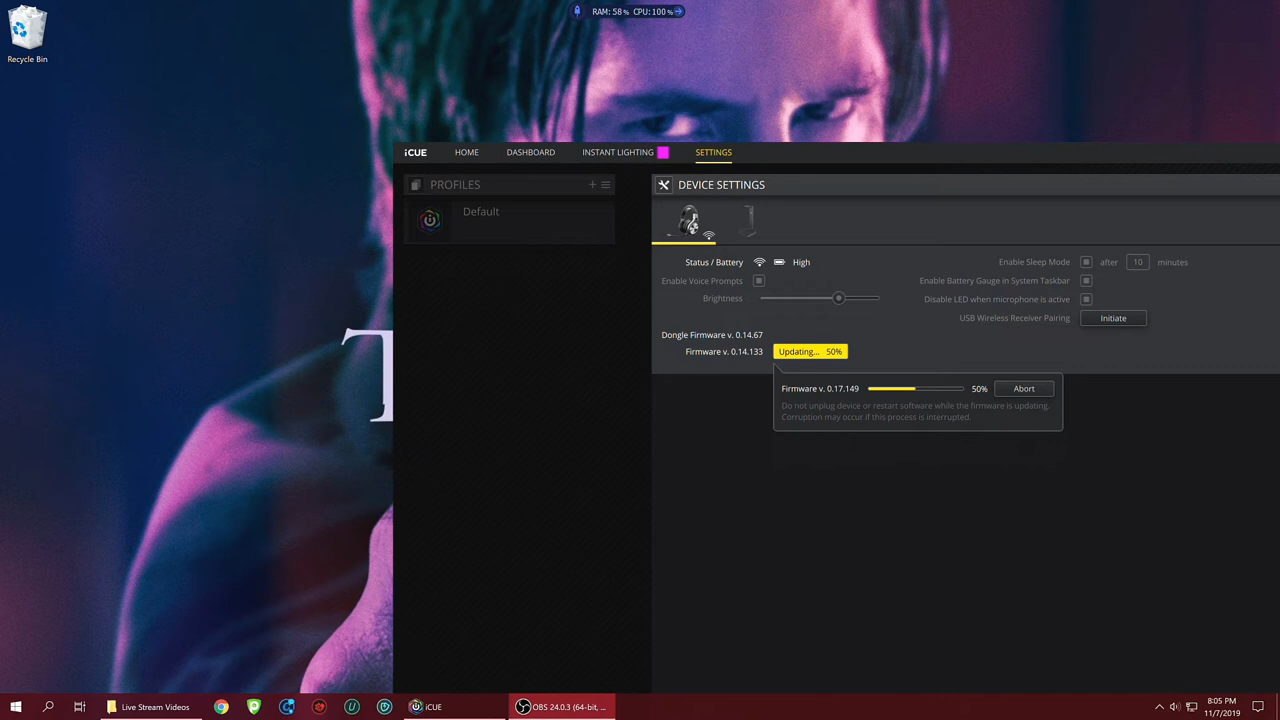 RAM: 58 % CPU: 100 %
Recycle Bin
iCUE HOME DASHBOARD INSTANT LIGHTING SETTINGS
PROFILES
Default
DEVICE SETTINGS
Status / Battery High
Enable Voice Prompts
Brightness
Enable Sleep Mode after 10 minutes
Enable Battery Gauge in System Taskbar
Disable LED when microphone is active
USB Wireless Receiver Pairing Initiate
Dongle Firmware v. 0.14.67
Firmware v. 0.14.133 Updating... 50%
Firmware v. 0.17.149 50% Abort
Do not unplug device or restart software while the firmware is updating.
Corruption may occur if this process is interrupted.
T
Live Stream Videos
iCUE
OBS 24.0.3 (64-bit, ...
8:05 PM
11/7/2019